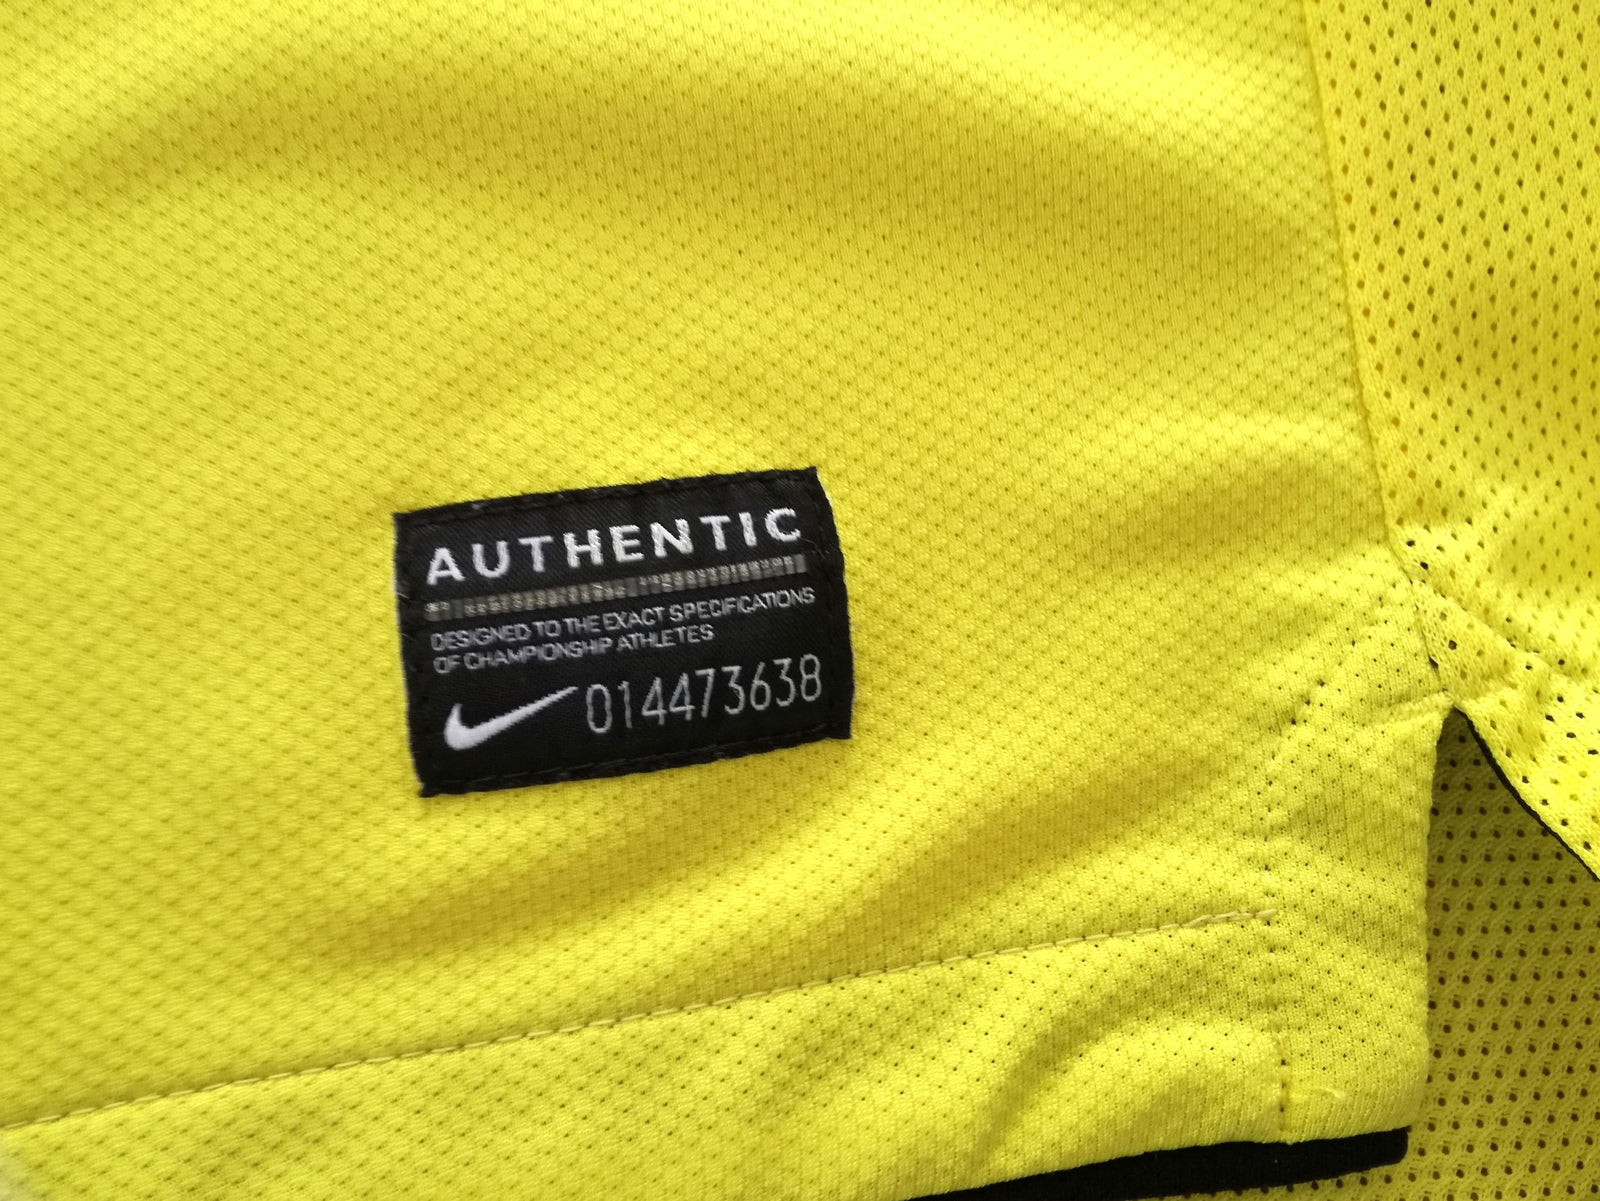 AUTHENTIC
DESIGNED TO THE EXACT SPECIFICATIONS
OF CHAMPIONSHIP ATHLETES
014473638